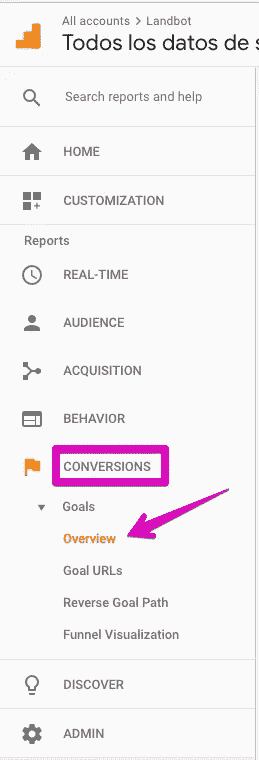 All accounts > Landbot
Todos los datos de s
Search reports and help
HOME
CUSTOMIZATION
Reports
REAL-TIME
AUDIENCE
ACQUISITION
BEHAVIOR
CONVERSIONS
Goals
Overview
Goal URLs
Reverse Goal Path
Funnel Visualization
DISCOVER
ADMIN